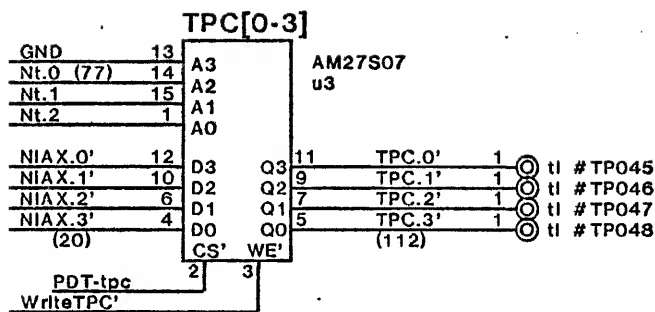 TPC[0-3]
AM27S07
u3
GND 13 A3
Nt.0 (77) 14 A2
Nt.1 15 A1
Nt.2 1 A0
NIAX.0' 12 D3 Q3 11 TPC.0' 1 tl #TP045
NIAX.1' 10 D2 Q2 9 TPC.1' 1 tl #TP046
NIAX.2' 6 D1 Q1 7 TPC.2' 1 tl #TP047
NIAX.3' 4 D0 Q0 5 TPC.3' 1 tl #TP048
(20) CS' WE' (112)
2 3
PDT-tpc
WriteTPC'